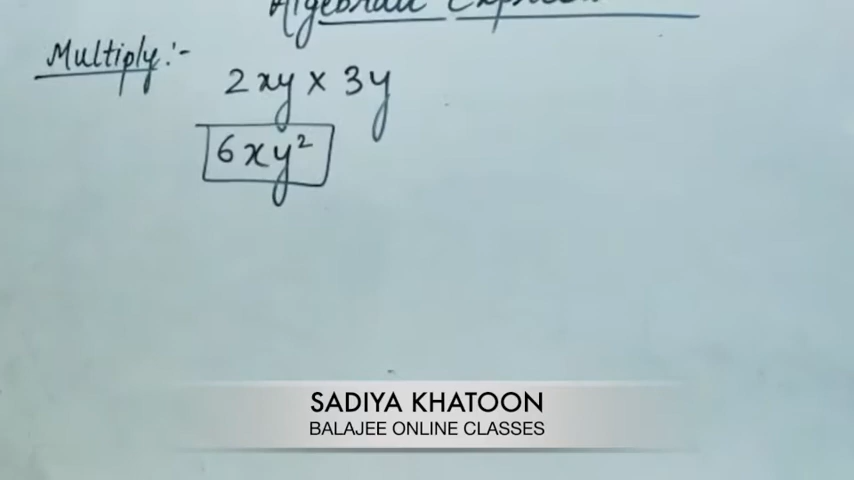 Multiply:-
2xy × 3y
6xy²
SADIYA KHATOON
BALAJEE ONLINE CLASSES